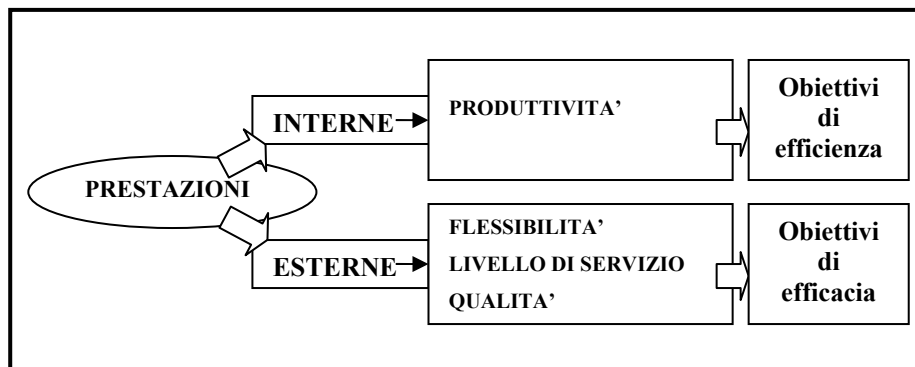 PRESTAZIONI
INTERNE
PRODUTTIVITA’
Obiettivi
di
efficienza
ESTERNE
FLESSIBILITA’
LIVELLO DI SERVIZIO
QUALITA’
Obiettivi
di
efficacia